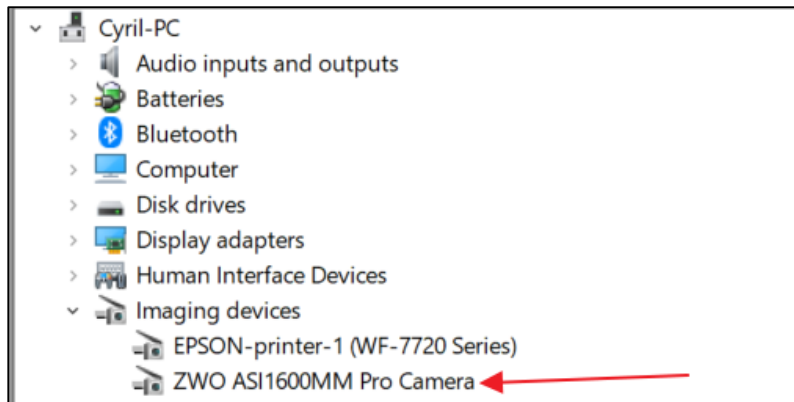 Cyril-PC
Audio inputs and outputs
Batteries
Bluetooth
Computer
Disk drives
Display adapters
Human Interface Devices
Imaging devices
EPSON-printer-1 (WF-7720 Series)
ZWO ASI1600MM Pro Camera